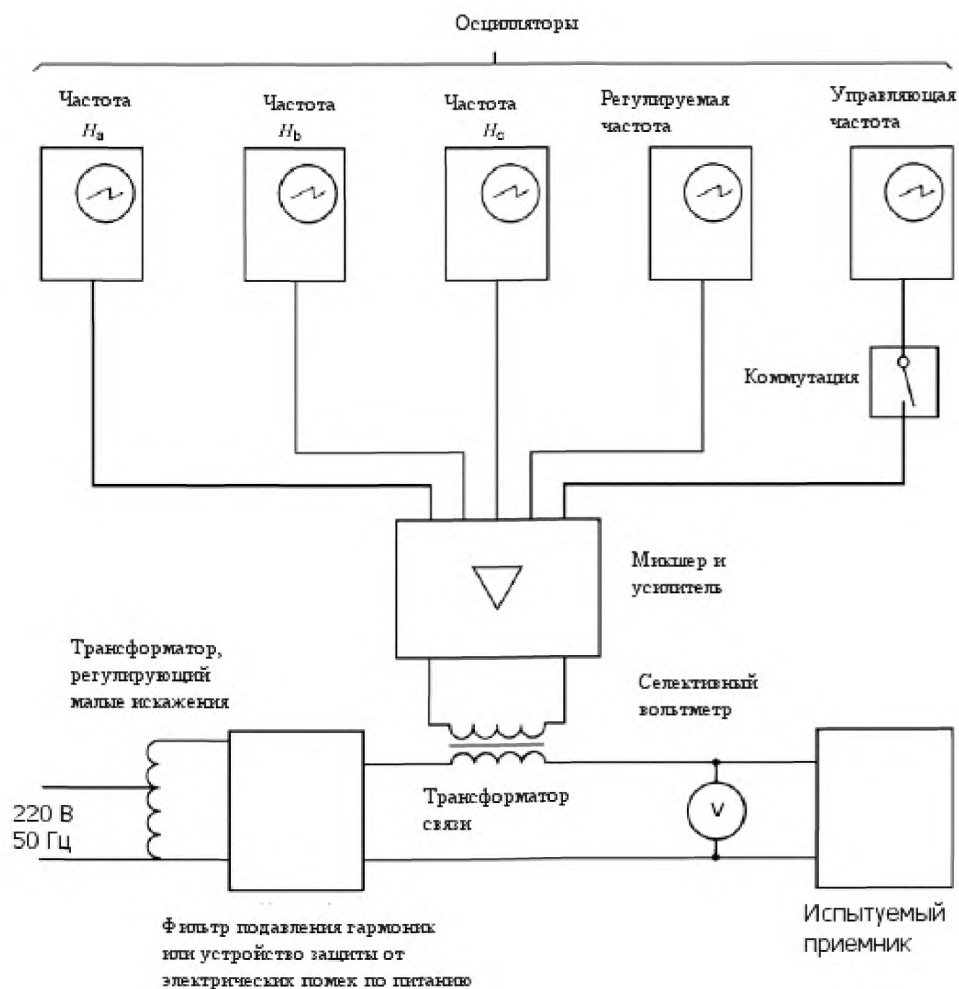 Осцилляторы
Частота
Hа
Частота
Hb
Частота
Hc
Регулируемая
частота
Управляющая
частота
Коммутация
Микшер и
усилитель
Трансформатор,
регулирующий
малые искажения
Селективный
вольтметр
Трансформатор
связи
V
220 В
50 Гц
Испытуемый
приемник
Фильтр подавления гармоник
или устройство защиты от
электрических помех по питанию